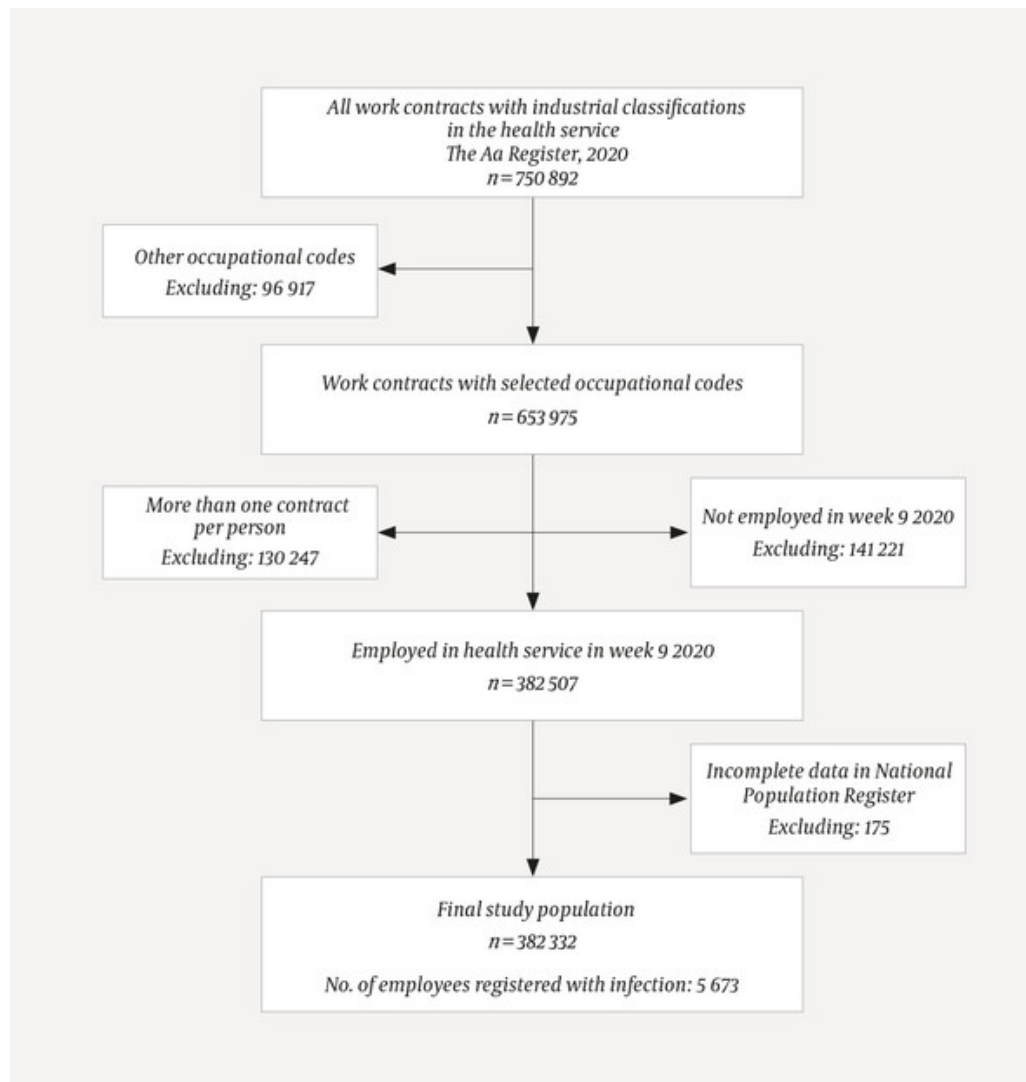 All work contracts with industrial classifications
in the health service
The Aa Register, 2020
n=750 892
Other occupational codes
Excluding: 96 917
Work contracts with selected occupational codes
n=653 975
More than one contract
per person
Excluding: 130 247
Not employed in week 9 2020
Excluding: 141 221
Employed in health service in week 9 2020
n=382 507
Incomplete data in National
Population Register
Excluding: 175
Final study population
n=382 332
No. of employees registered with infection: 5 673